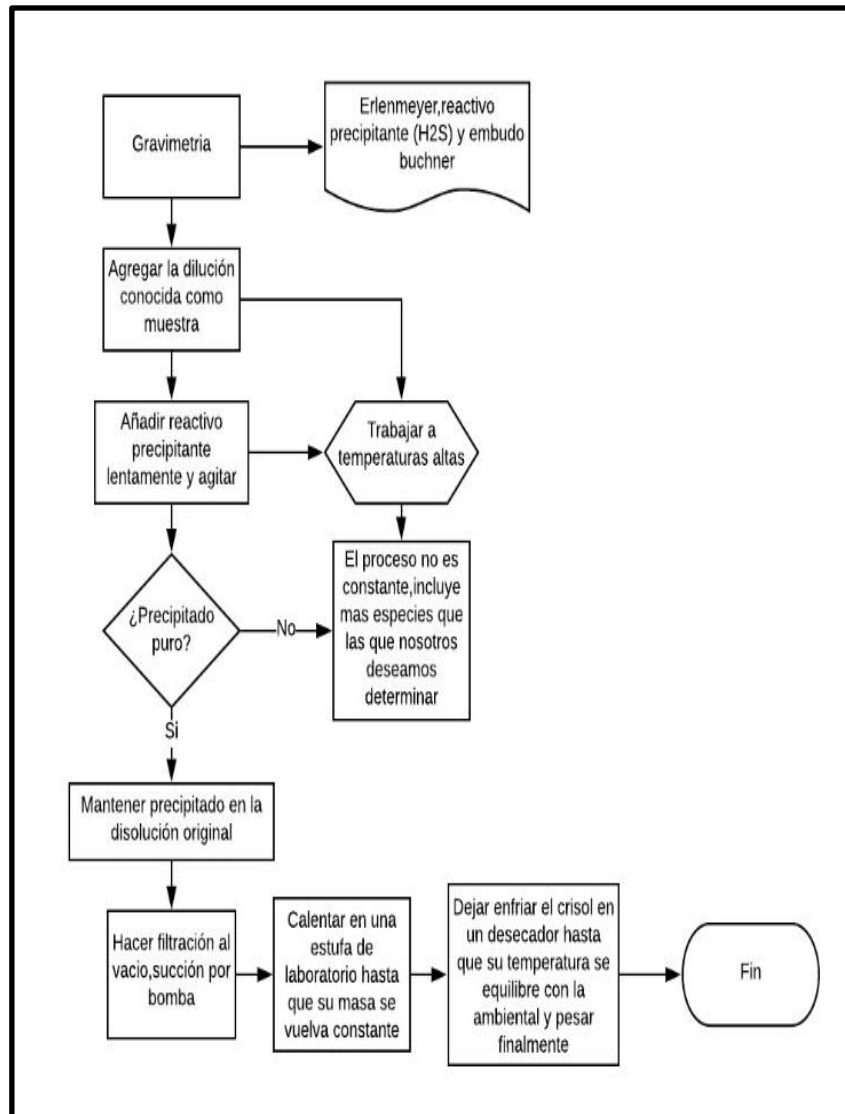 Gravimetria
Erlenmeyer,reactivo
precipitante (H2S) y embudo
buchner
Agregar la dilución
conocida como
muestra
Añadir reactivo
precipitante
lentamente y agitar
Trabajar a
temperaturas altas
¿Precipitado
puro?
No
El proceso no es
constante,incluye
mas especies que
las que nosotros
deseamos
determinar
Si
Mantener precipitado en la
disolución original
Hacer filtración al
vacio,succión por
bomba
Calentar en una
estufa de
laboratorio hasta
que su masa se
vuelva constante
Dejar enfriar el crisol en
un desecador hasta
que su temperatura se
equilibre con la
ambiental y pesar
finalmente
Fin